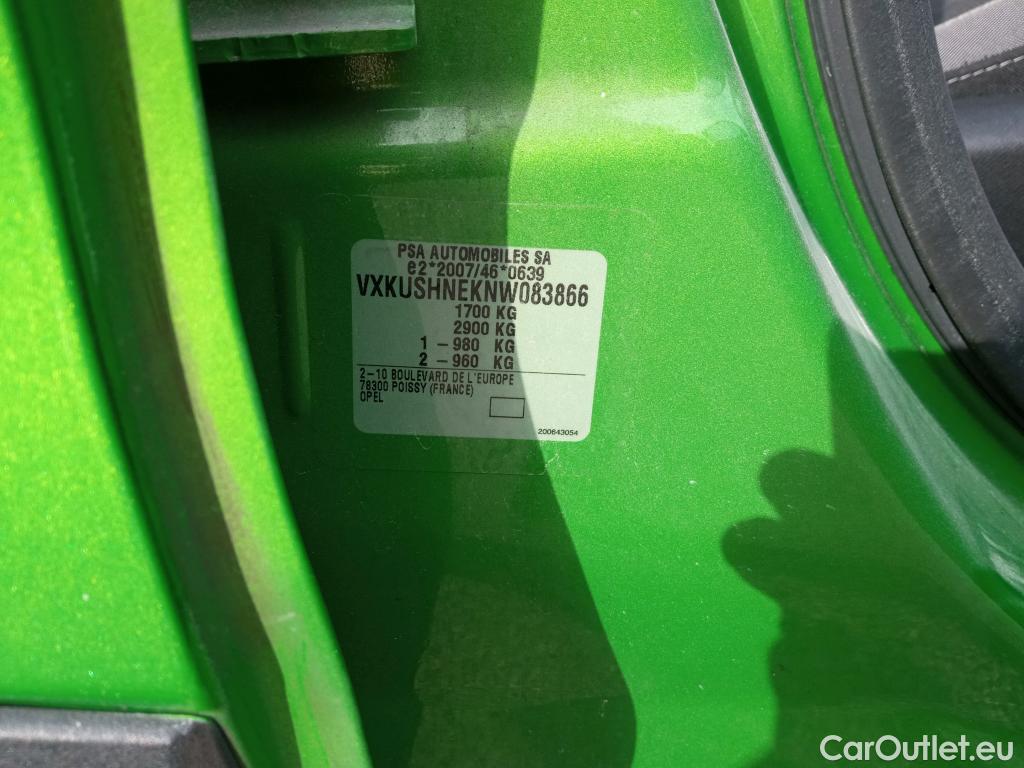 PSA AUTOMOBILES SA
e2*2007/46*0639
VXKUSHNEKNW083866
1700 KG
2900 KG
1 - 980 KG
2 - 960 KG
2-10 BOULEVARD DE L'EUROPE
78300 POISSY (FRANCE)
OPEL
200643054
CarOutlet.eu